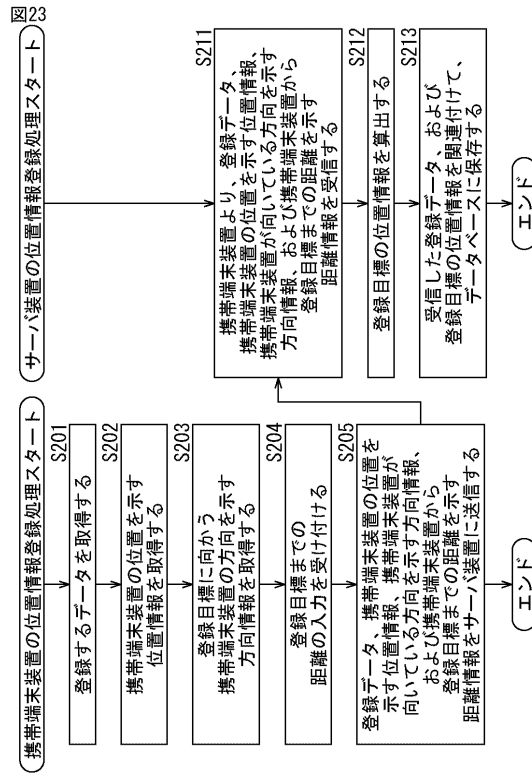 図23
携帯端末装置の位置情報登録処理スタート
S201
登録するデータを取得する
S202
携帯端末装置の位置を示す
位置情報を取得する
S203
登録目標に向かう
携帯端末装置の方向を示す
方向情報を取得する
S204
登録目標までの
距離の入力を受け付ける
S205
登録データ、携帯端末装置の位置を
示す位置情報、携帯端末装置が
向いている方向を示す方向情報、
および携帯端末装置から
登録目標までの距離を示す
距離情報をサーバ装置に送信する
エンド
サーバ装置の位置情報登録処理スタート
S211
携帯端末装置より、登録データ、
携帯端末装置の位置を示す位置情報、
携帯端末装置が向いている方向を示す
方向情報、および携帯端末装置から
登録目標までの距離を示す
距離情報を受信する
S212
登録目標の位置情報を算出する
S213
受信した登録データ、および
登録目標の位置情報を関連付けて、
データベースに保存する
エンド